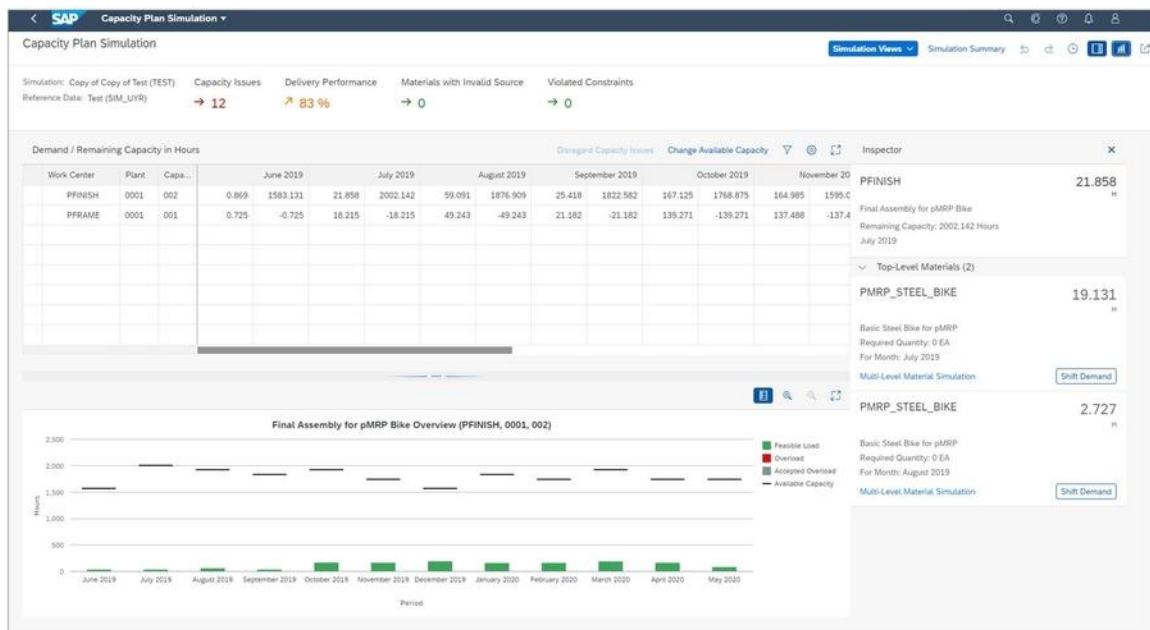 SAP Capacity Plan Simulation
Capacity Plan Simulation
Simulation Views Simulation Summary
Simulation: Copy of Copy of Test (TEST) Capacity Issues Delivery Performance Materials with Invalid Source Violated Constraints
Reference Data: Test (SIM_UYR) → 12 ↗ 83 % → 0 → 0
Demand / Remaining Capacity in Hours Disregard Capacity Issues Change Available Capacity
Work Center Plant Capa... June 2019 July 2019 August 2019 September 2019 October 2019 November 20
PFINISH 0001 002 0.869 1583.131 21.858 2002.142 59.091 1876.909 25.418 1822.582 167.125 1768.875 164.985 1595.0
PFRAME 0001 001 0.725 -0.725 18.215 -18.215 49.243 -49.243 21.182 -21.182 139.271 -139.271 137.488 -137.4
Inspector
PFINISH 21.858
H
Final Assembly for pMRP Bike
Remaining Capacity: 2002.142 Hours
July 2019
Top-Level Materials (2)
PMRP_STEEL_BIKE 19.131
H
Basic Steel Bike for pMRP
Required Quantity: 0 EA
For Month: July 2019
Multi-Level Material Simulation Shift Demand
PMRP_STEEL_BIKE 2.727
H
Basic Steel Bike for pMRP
Required Quantity: 0 EA
For Month: August 2019
Multi-Level Material Simulation Shift Demand
Final Assembly for pMRP Bike Overview (PFINISH, 0001, 002)
2,500
2,000
1,500
1,000
500
0
Hours
Feasible Load
Overload
Accepted Overload
Available Capacity
June 2019 July 2019 August 2019 September 2019 October 2019 November 2019 December 2019 January 2020 February 2020 March 2020 April 2020 May 2020
Period